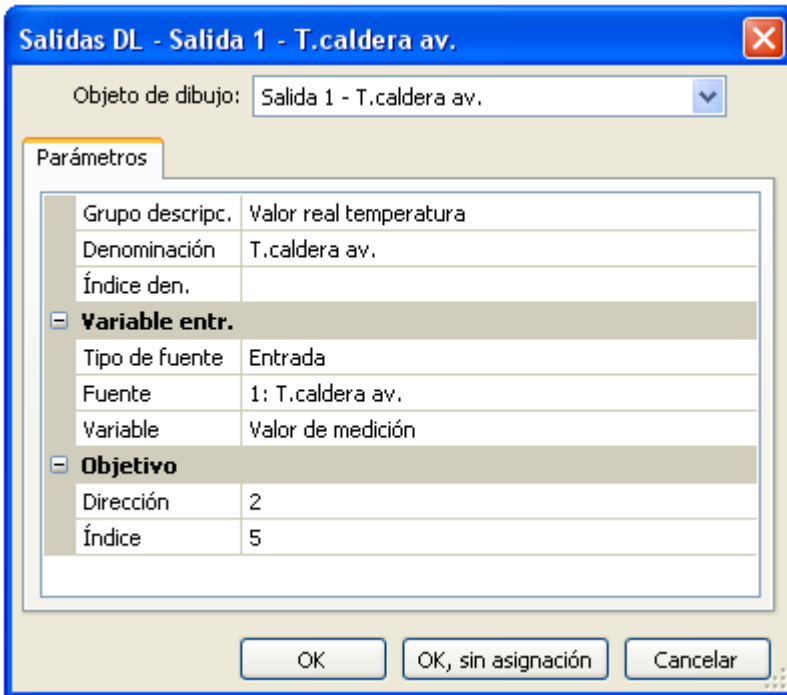 Salidas DL - Salida 1 - T.caldera av.
Objeto de dibujo: Salida 1 - T.caldera av.
Parámetros
Grupo descripc. Valor real temperatura
Denominación T.caldera av.
Índice den.
Variable entr.
Tipo de fuente Entrada
Fuente 1: T.caldera av.
Variable Valor de medición
Objetivo
Dirección 2
Índice 5
OK OK, sin asignación Cancelar